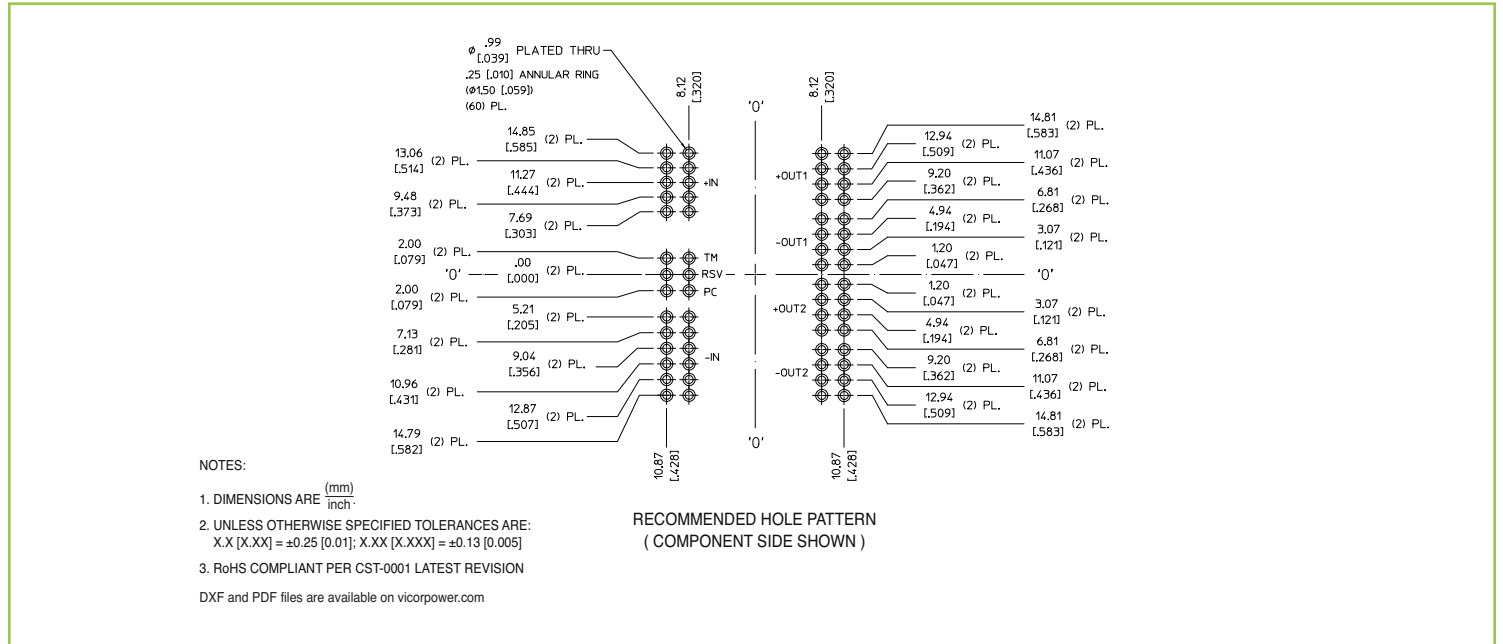 ø .99 PLATED THRU
[.039]
.25 [.010] ANNULAR RING
(ø1.50 [.059])
(60) PL.
8.12
[.320]
'0'
8.12
[.320]
14.85
[.585] (2) PL.
13.06
[.514] (2) PL.
11.27
[.444] (2) PL.
+IN
9.48
[.373] (2) PL.
7.69
[.303] (2) PL.
2.00
[.079] (2) PL.
TM
'0'
.00
[.000] (2) PL.
RSV
2.00
[.079] (2) PL.
PC
5.21
[.205] (2) PL.
7.13
[.281] (2) PL.
9.04
[.356] (2) PL.
-IN
10.96
[.431] (2) PL.
12.87
[.507] (2) PL.
14.79
[.582] (2) PL.
10.87
[.428]
'0'
10.87
[.428]
+OUT1
-OUT1
+OUT2
-OUT2
14.81
[.583] (2) PL.
12.94
[.509] (2) PL.
11.07
[.436] (2) PL.
9.20
[.362] (2) PL.
6.81
[.268] (2) PL.
4.94
[.194] (2) PL.
3.07
[.121] (2) PL.
1.20
[.047] (2) PL.
'0'
1.20
[.047] (2) PL.
3.07
[.121] (2) PL.
4.94
[.194] (2) PL.
6.81
[.268] (2) PL.
9.20
[.362] (2) PL.
11.07
[.436] (2) PL.
12.94
[.509] (2) PL.
14.81
[.583] (2) PL.
RECOMMENDED HOLE PATTERN
( COMPONENT SIDE SHOWN )
NOTES:
1. DIMENSIONS ARE (mm)
inch.
2. UNLESS OTHERWISE SPECIFIED TOLERANCES ARE:
X.X [X.XX] = ±0.25 [0.01]; X.XX [X.XXX] = ±0.13 [0.005]
3. RoHS COMPLIANT PER CST-0001 LATEST REVISION
DXF and PDF files are available on vicorpower.com